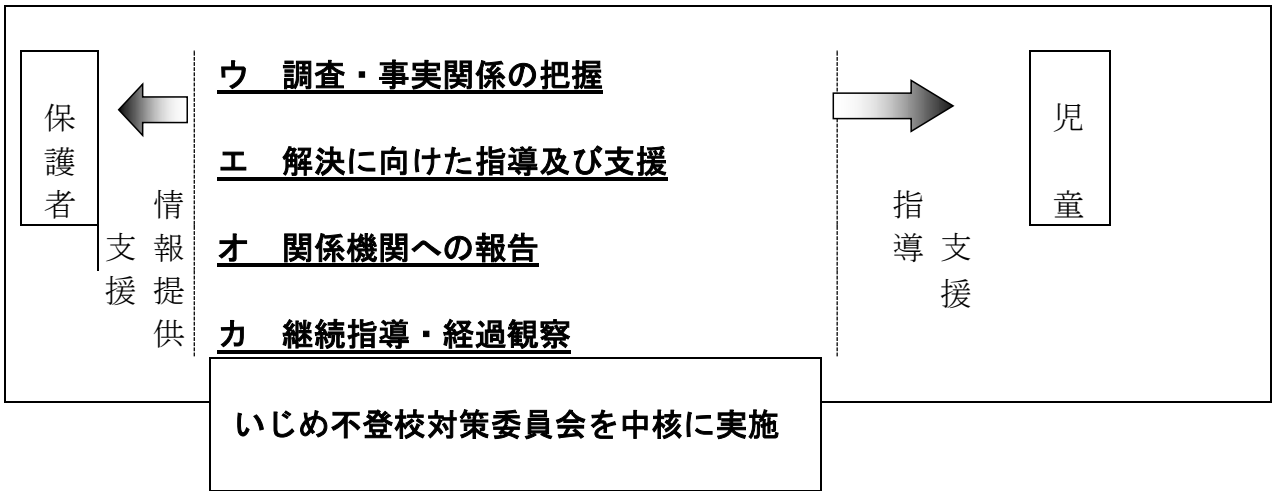 保護者
情報提供
支援
ウ　調査・事実関係の把握
エ　解決に向けた指導及び支援
オ　関係機関への報告
カ　継続指導・経過観察
指導
支援
児童
いじめ不登校対策委員会を中核に実施